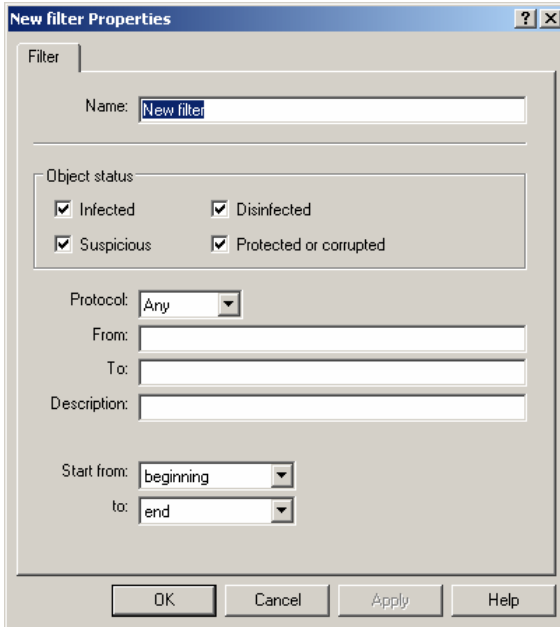 New filter Properties
Filter
Name: New filter
Object status
Infected Disinfected
Suspicious Protected or corrupted
Protocol: Any
From:
To:
Description:
Start from: beginning
to: end
OK Cancel Apply Help